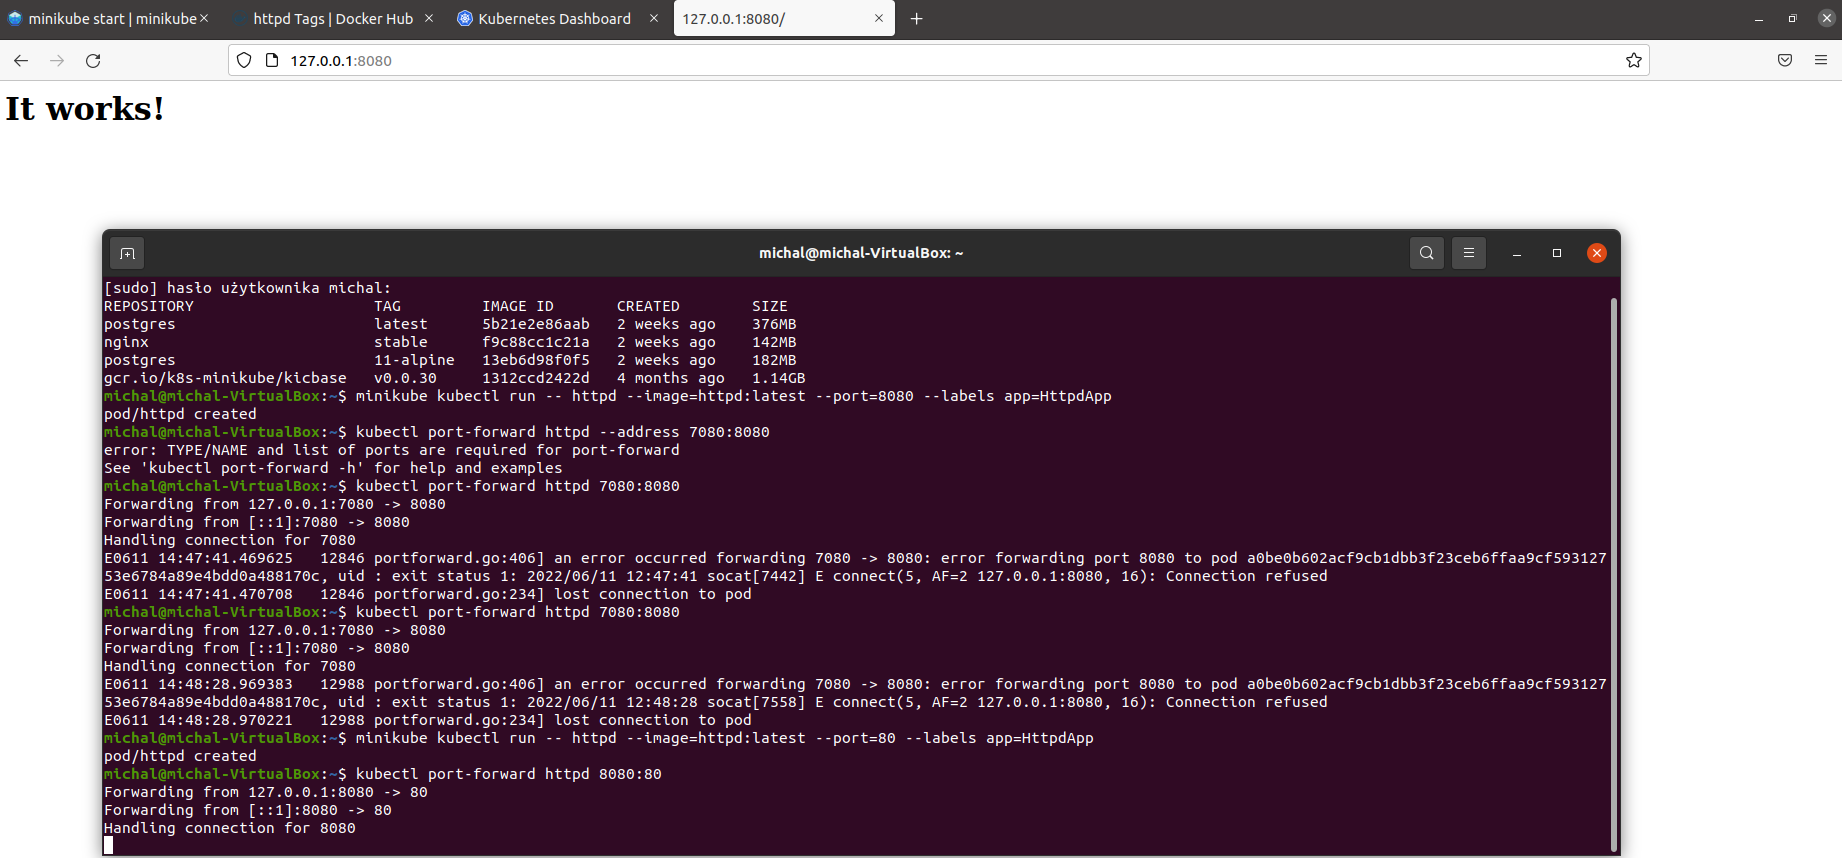 minikube start | minikube
httpd Tags | Docker Hub
Kubernetes Dashboard
127.0.0.1:8080/
127.0.0.1:8080
It works!
michal@michal-VirtualBox: ~
[sudo] hasło użytkownika michal:
REPOSITORY TAG IMAGE ID CREATED SIZE
postgres latest 5b21e2e86aab 2 weeks ago 376MB
nginx stable f9c88cc1c21a 2 weeks ago 142MB
postgres 11-alpine 13eb6d98f0f5 2 weeks ago 182MB
gcr.io/k8s-minikube/kicbase v0.0.30 1312ccd2422d 4 months ago 1.14GB
michal@michal-VirtualBox:~$ minikube kubectl run -- httpd --image=httpd:latest --port=8080 --labels app=HttpdApp
pod/httpd created
michal@michal-VirtualBox:~$ kubectl port-forward httpd --address 7080:8080
error: TYPE/NAME and list of ports are required for port-forward
See 'kubectl port-forward -h' for help and examples
michal@michal-VirtualBox:~$ kubectl port-forward httpd 7080:8080
Forwarding from 127.0.0.1:7080 -> 8080
Forwarding from [::1]:7080 -> 8080
Handling connection for 7080
E0611 14:47:41.469625 12846 portforward.go:406] an error occurred forwarding 7080 -> 8080: error forwarding port 8080 to pod a0be0b602acf9cb1dbb3f23ceb6ffaa9cf593127
53e6784a89e4bdd0a488170c, uid : exit status 1: 2022/06/11 12:47:41 socat[7442] E connect(5, AF=2 127.0.0.1:8080, 16): Connection refused
E0611 14:47:41.470708 12846 portforward.go:234] lost connection to pod
michal@michal-VirtualBox:~$ kubectl port-forward httpd 7080:8080
Forwarding from 127.0.0.1:7080 -> 8080
Forwarding from [::1]:7080 -> 8080
Handling connection for 7080
E0611 14:48:28.969383 12988 portforward.go:406] an error occurred forwarding 7080 -> 8080: error forwarding port 8080 to pod a0be0b602acf9cb1dbb3f23ceb6ffaa9cf593127
53e6784a89e4bdd0a488170c, uid : exit status 1: 2022/06/11 12:48:28 socat[7558] E connect(5, AF=2 127.0.0.1:8080, 16): Connection refused
E0611 14:48:28.970221 12988 portforward.go:234] lost connection to pod
michal@michal-VirtualBox:~$ minikube kubectl run -- httpd --image=httpd:latest --port=80 --labels app=HttpdApp
pod/httpd created
michal@michal-VirtualBox:~$ kubectl port-forward httpd 8080:80
Forwarding from 127.0.0.1:8080 -> 80
Forwarding from [::1]:8080 -> 80
Handling connection for 8080